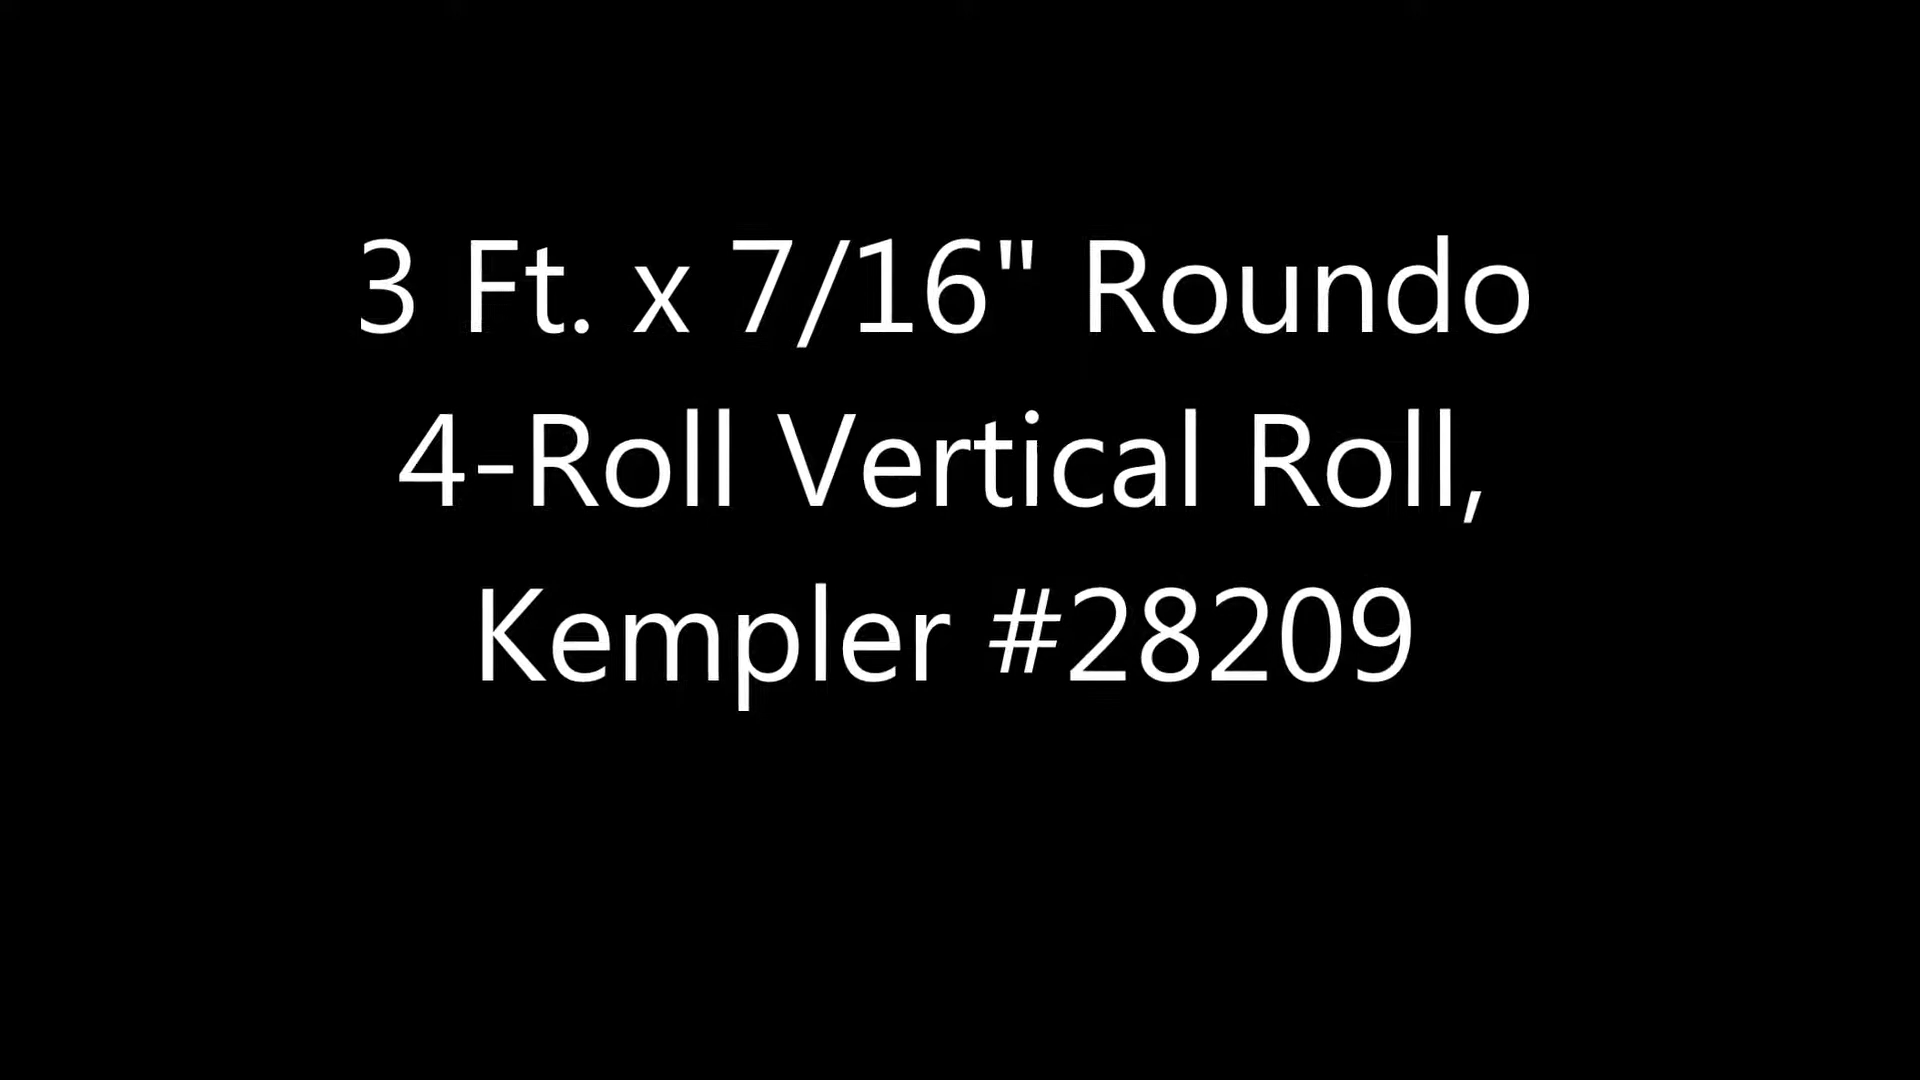 3 Ft. x 7/16" Roundo
4-Roll Vertical Roll,
Kempler #28209